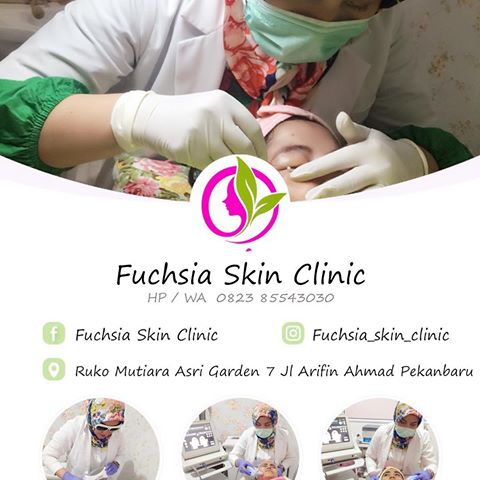 Fuchsia Skin Clinic
HP / WA 0823 85543030
Fuchsia Skin Clinic
Fuchsia_skin_clinic
Ruko Mutiara Asri Garden 7 Jl Arifin Ahmad Pekanbaru